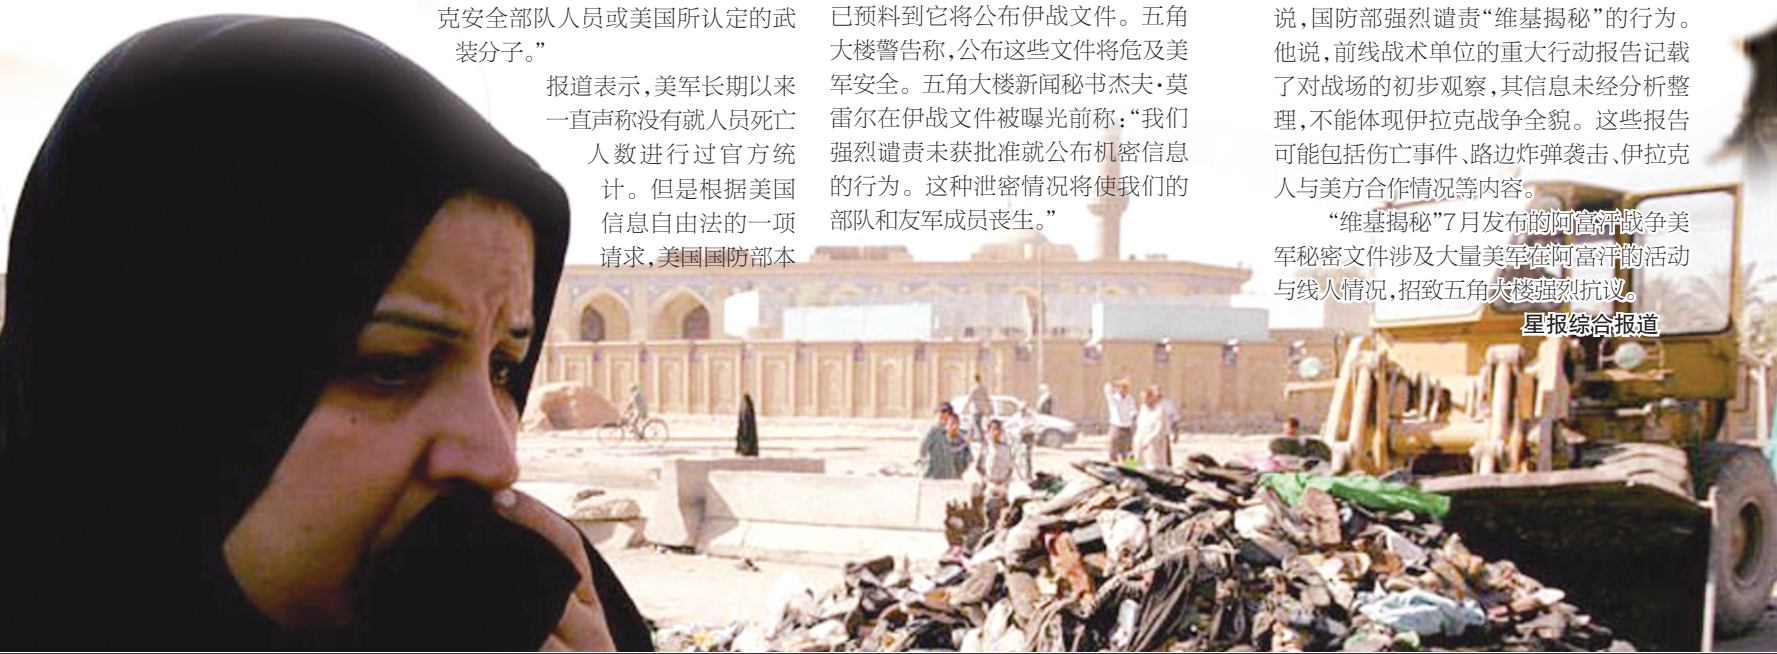 克安全部队人员或美国所认定的武
装分子。”
报道表示,美军长期以来
一直声称没有就人员死亡
人数进行过官方统
计。但是根据美国
信息自由法的一项
请求,美国国防部本
已预料到它将公布伊战文件。五角
大楼警告称,公布这些文件将危及美
军安全。五角大楼新闻秘书杰夫·莫
雷尔在伊战文件被曝光前称:“我们
强烈谴责未获批准就公布机密信息
的行为。这种泄密情况将使我们的
部队和友军成员丧生。”
说,国防部强烈谴责“维基揭秘”的行为。
他说,前线战术单位的重大行动报告记载
了对战场的初步观察,其信息未经分析整
理,不能体现伊拉克战争全貌。这些报告
可能包括伤亡事件、路边炸弹袭击、伊拉克
人与美方合作情况等内容。
“维基揭秘”7月发布的阿富汗战争美
军秘密文件涉及大量美军在阿富汗的活动
与线人情况,招致五角大楼强烈抗议。
星报综合报道